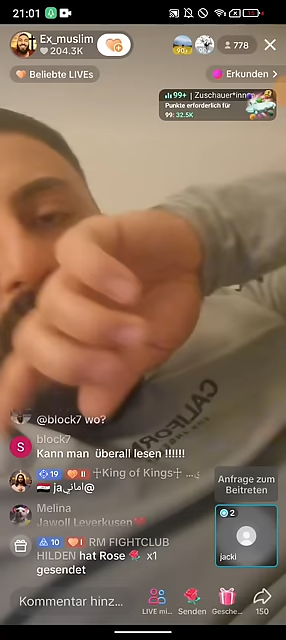 21:01
Ex_muslim
204.3K
90
778
Beliebte LIVEs
Erkunden
99+ | Zuschauer*innen
Punkte erforderlich für
99: 32.5K
@block7 wo?
S
block7
Kann man überall lesen !!!!!!
19 II ☥King of Kings☥ ...
ja امانی@
Melina
Jawoll Leverkusen
10 I RM FIGHTCLUB
HILDEN hat Rose x1
gesendet
Anfrage zum
Beitreten
2
jacki
Kommentar hinz...
LIVE mi...
Senden
Gesche...
150